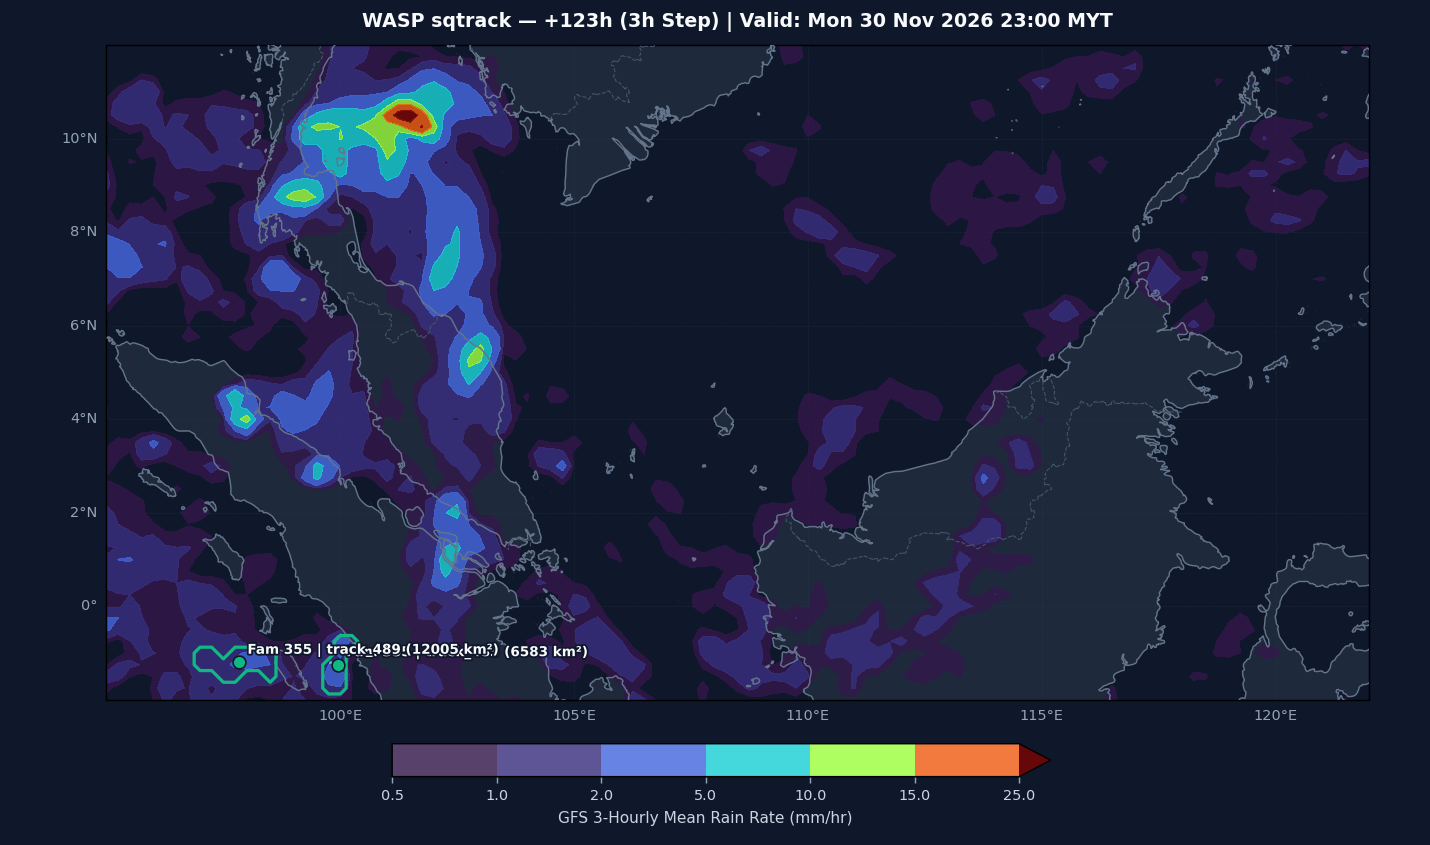 WASP sqtrack — +123h (3h Step) | Valid: Mon 30 Nov 2026 23:00 MYT
10°N
8°N
6°N
4°N
2°N
0°
Fam 355 | track_489 (12005 km²) (6583 km²)
100°E 105°E 110°E 115°E 120°E
0.5 1.0 2.0 5.0 10.0 15.0 25.0
GFS 3-Hourly Mean Rain Rate (mm/hr)